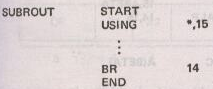 SUBROUT START
USING *,15
⋮
BR 14
END